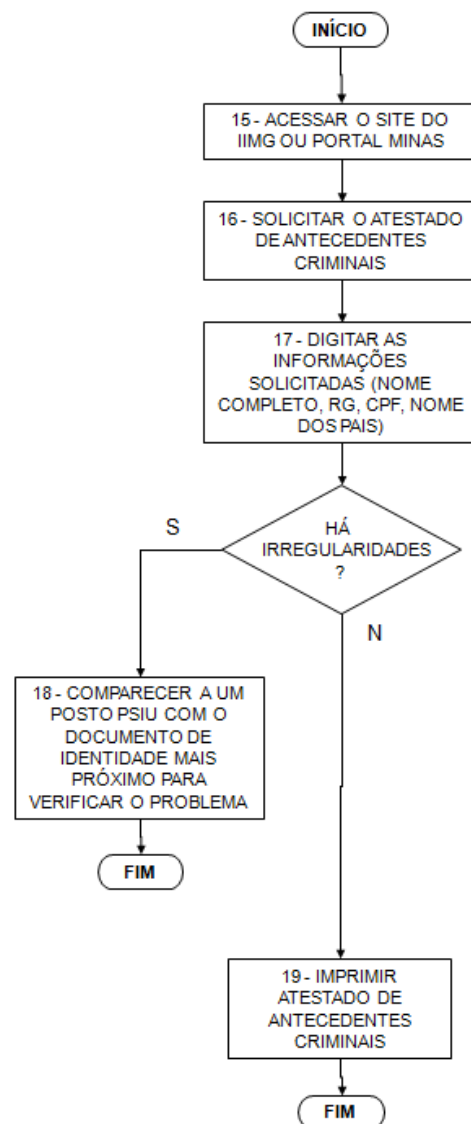 INÍCIO
15 - ACESSAR O SITE DO
IIMG OU PORTAL MINAS
16 - SOLICITAR O ATESTADO
DE ANTECEDENTES
CRIMINAIS
17 - DIGITAR AS
INFORMAÇÕES
SOLICITADAS (NOME
COMPLETO, RG, CPF, NOME
DOS PAIS)
HÁ
IRREGULARIDADES
?
S
N
18 - COMPARECER A UM
POSTO PSIU COM O
DOCUMENTO DE
IDENTIDADE MAIS
PRÓXIMO PARA
VERIFICAR O PROBLEMA
FIM
19 - IMPRIMIR
ATESTADO DE
ANTECEDENTES
CRIMINAIS
FIM